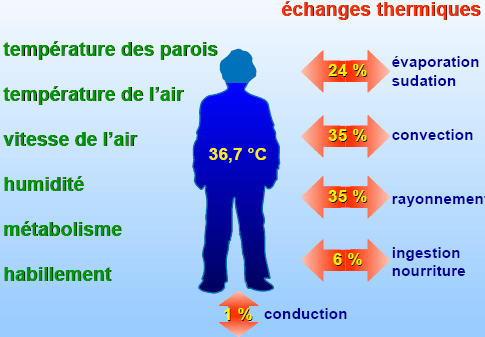 échanges thermiques
température des parois
température de l'air
vitesse de l'air
humidité
métabolisme
habillement
36,7 °C
24 %
évaporation
sudation
35 %
convection
35 %
rayonnement
6 %
ingestion
nourriture
1 %
conduction